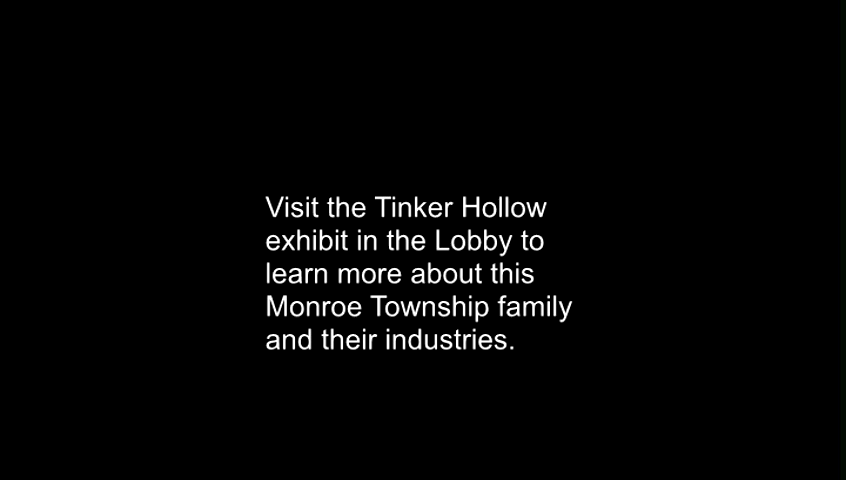 Visit the Tinker Hollow
exhibit in the Lobby to
learn more about this
Monroe Township family
and their industries.